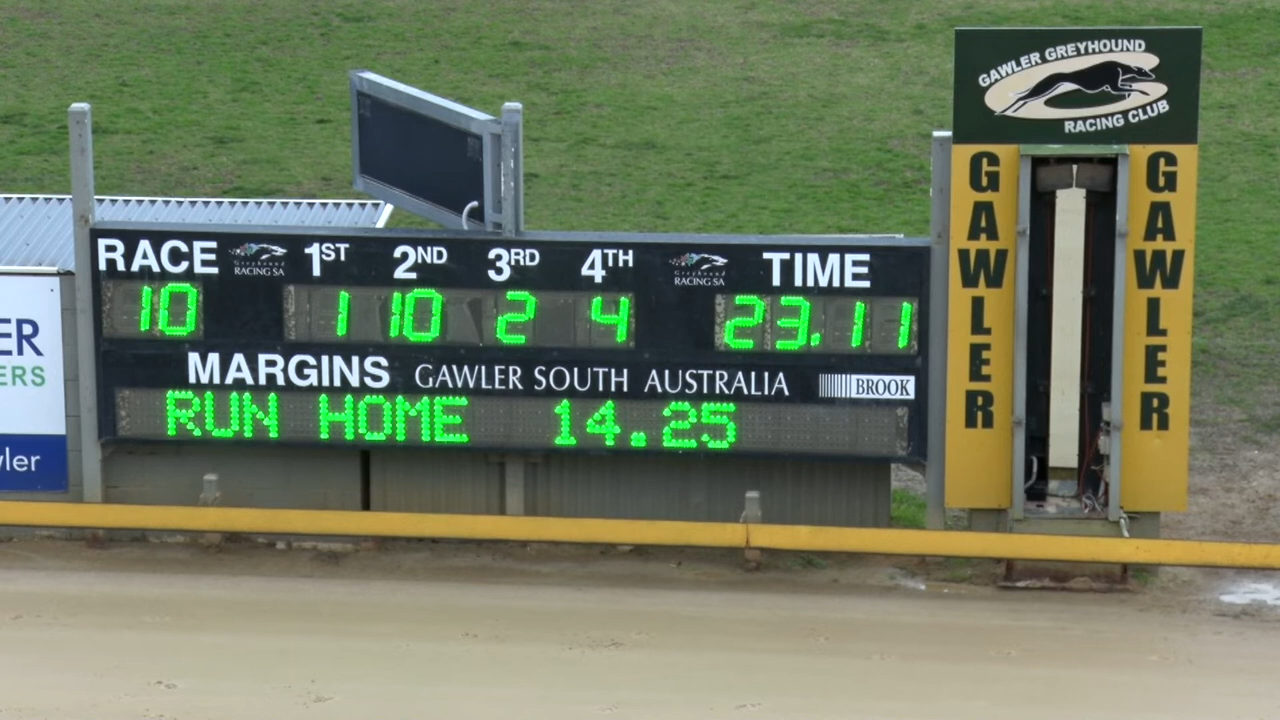 GAWLER GREYHOUND
RACING CLUB
GAWLER
GAWLER
RACE Greyhound RACING SA 1ST 2ND 3RD 4TH Greyhound RACING SA TIME
10 1 10 2 4 23.11
MARGINS GAWLER SOUTH AUSTRALIA BROOK
RUN HOME 14.25
ER
ERS
ler